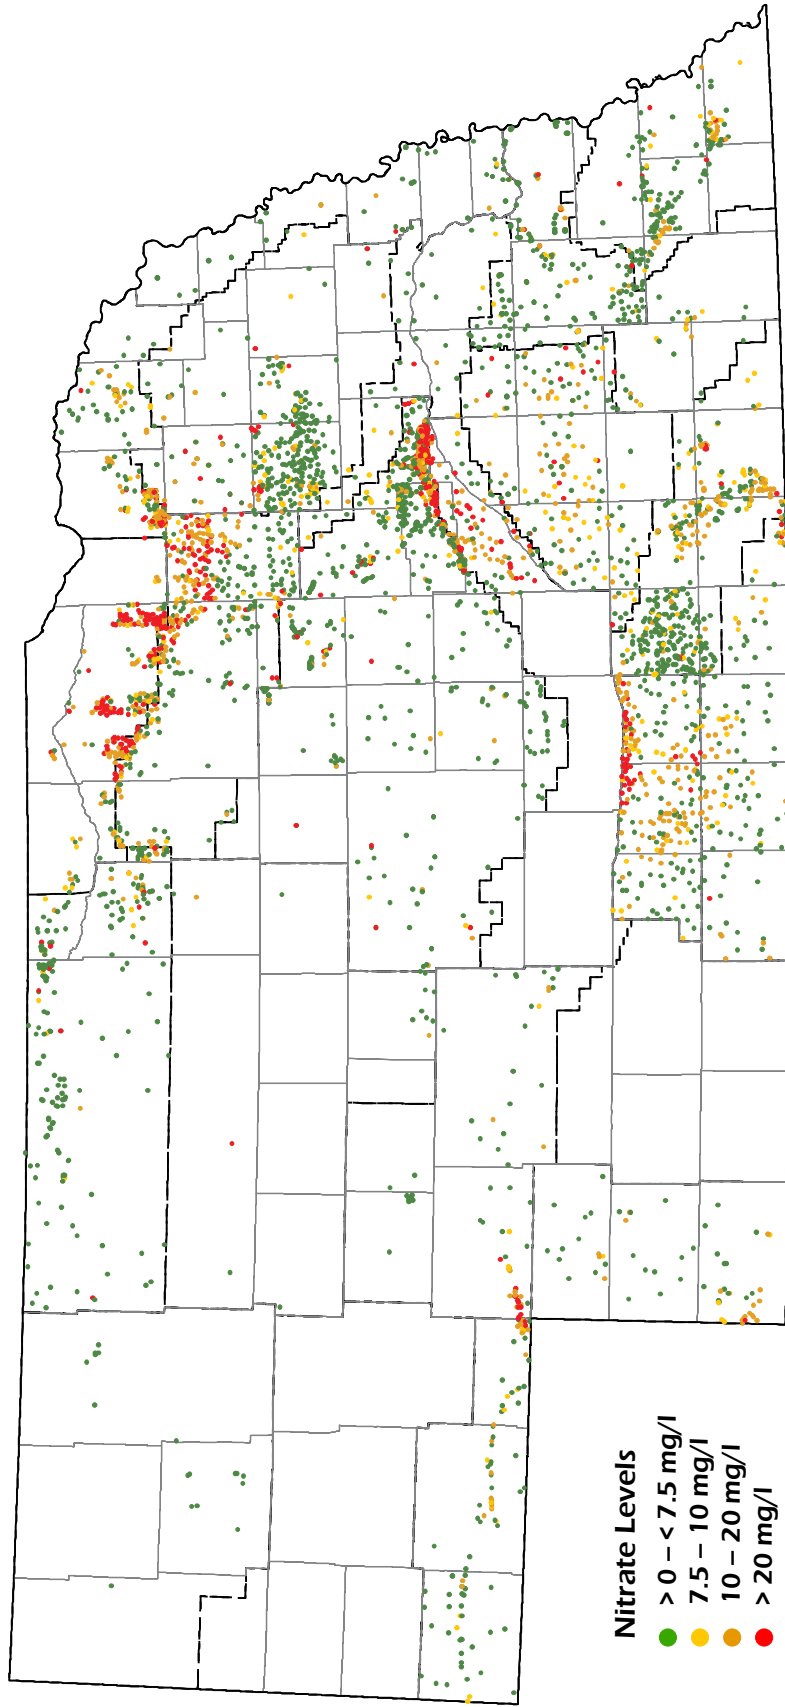 Nitrate Levels
> 0 – < 7.5 mg/l
7.5 – 10 mg/l
10 – 20 mg/l
> 20 mg/l